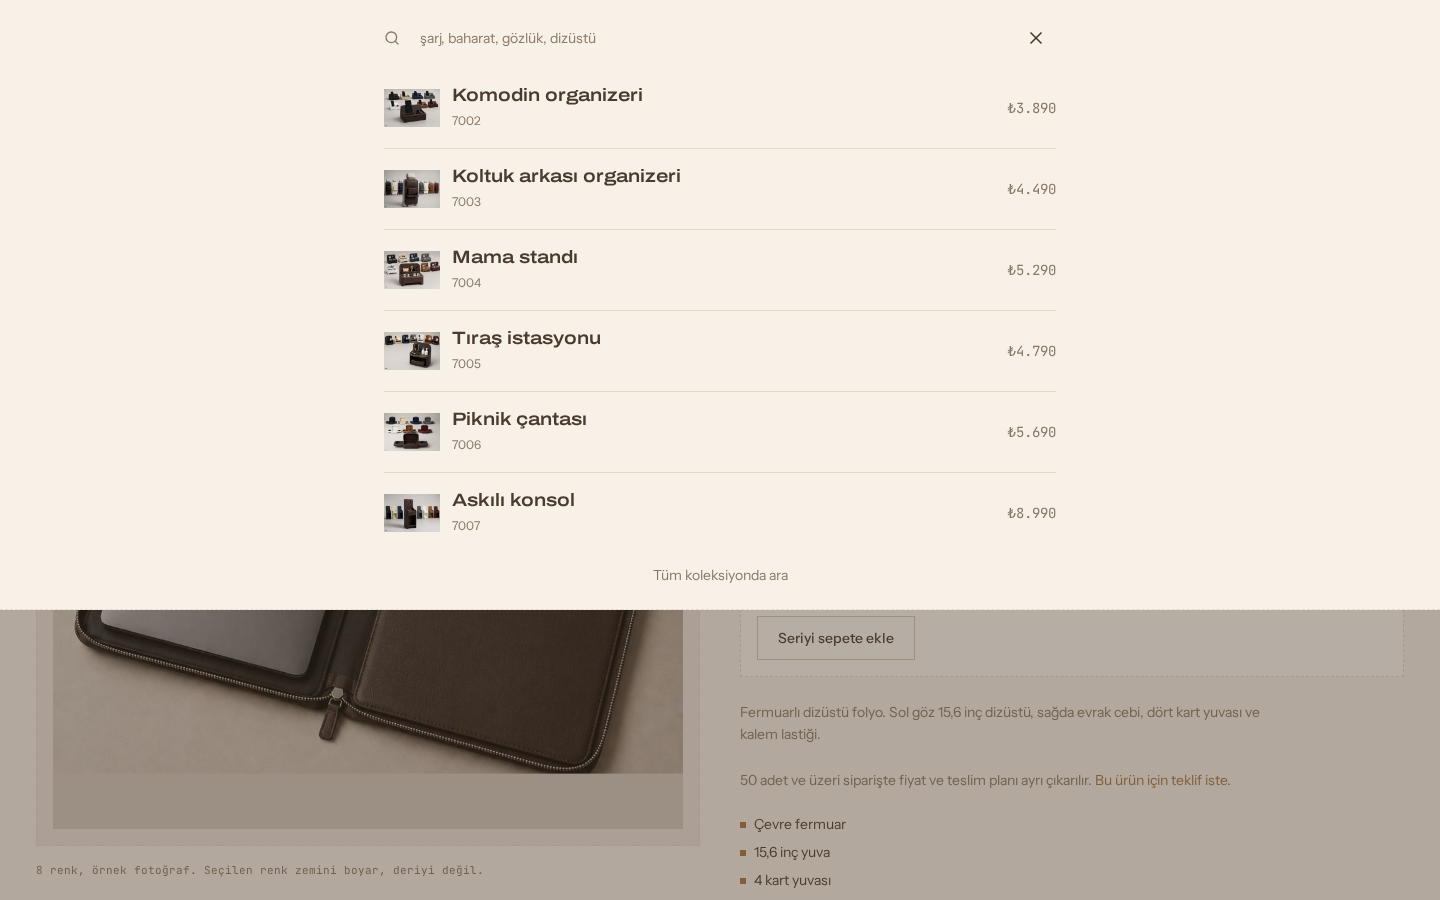 şarj, baharat, gözlük, dizüstü
Komodin organizeri
7002
₺3.890
Koltuk arkası organizeri
7003
₺4.490
Mama standı
7004
₺5.290
Tıraş istasyonu
7005
₺4.790
Piknik çantası
7006
₺5.690
Askılı konsol
7007
₺8.990
Tüm koleksiyonda ara
Seriyi sepete ekle
Fermuarlı dizüstü folyo. Sol göz 15,6 inç dizüstü, sağda evrak cebi, dört kart yuvası ve
kalem lastiği.
50 adet ve üzeri siparişte fiyat ve teslim planı ayrı çıkarılır. Bu ürün için teklif iste.
Çevre fermuar
15,6 inç yuva
4 kart yuvası
8 renk, örnek fotoğraf. Seçilen renk zemini boyar, deriyi değil.